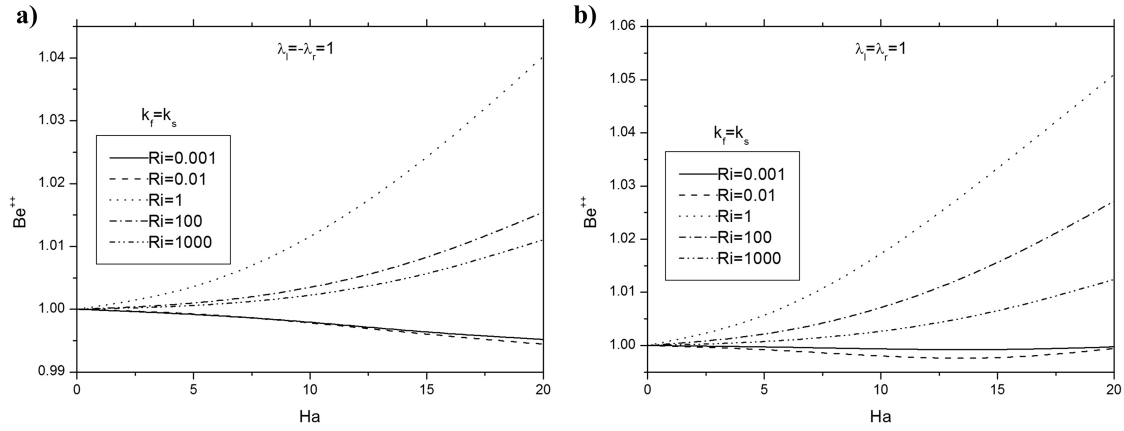 a)
λl=-λr=1
kf=ks
Ri=0.001
Ri=0.01
Ri=1
Ri=100
Ri=1000
Be++
1.04
1.03
1.02
1.01
1.00
0.99
0 5 10 15 20
Ha
b)
λl=λr=1
kf=ks
Ri=0.001
Ri=0.01
Ri=1
Ri=100
Ri=1000
Be++
1.06
1.05
1.04
1.03
1.02
1.01
1.00
0 5 10 15 20
Ha